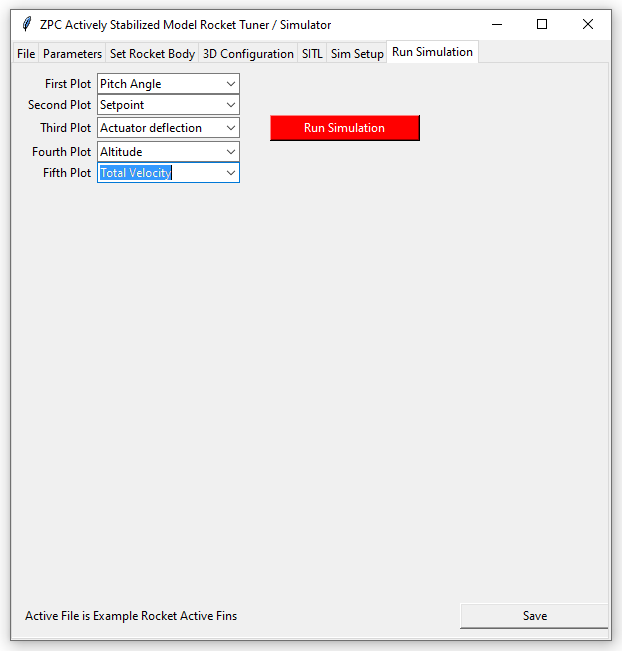 ZPC Actively Stabilized Model Rocket Tuner / Simulator
File Parameters Set Rocket Body 3D Configuration SITL Sim Setup Run Simulation
First Plot Pitch Angle
Second Plot Setpoint
Third Plot Actuator deflection Run Simulation
Fourth Plot Altitude
Fifth Plot Total Velocity
Active File is Example Rocket Active Fins Save